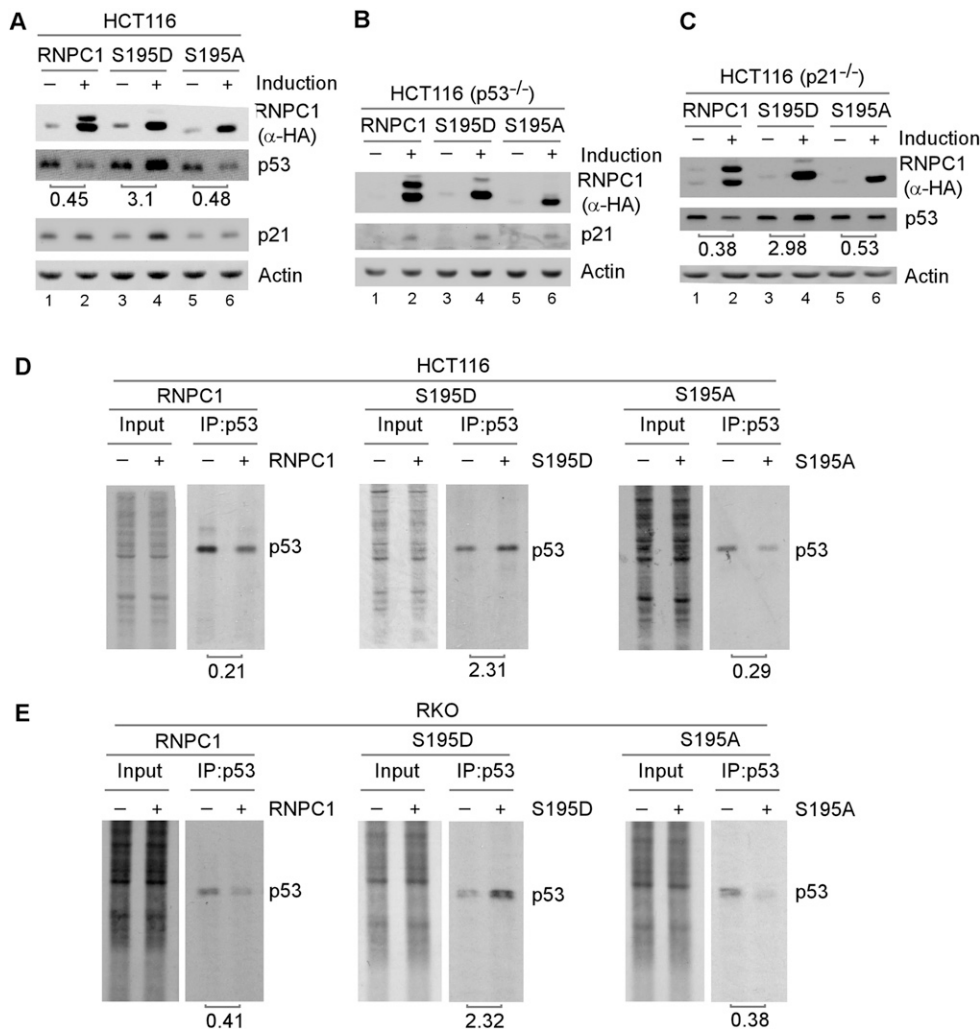 A
HCT116
RNPC1 S195D S195A
− + − + − + Induction
RNPC1
(α-HA)
p53
0.45 3.1 0.48
p21
Actin
1 2 3 4 5 6
B
HCT116 (p53−/−)
RNPC1 S195D S195A
− + − + − + Induction
RNPC1
(α-HA)
p21
Actin
1 2 3 4 5 6
C
HCT116 (p21−/−)
RNPC1 S195D S195A
− + − + − + Induction
RNPC1
(α-HA)
p53
0.38 2.98 0.53
Actin
1 2 3 4 5 6
D
HCT116
RNPC1 S195D S195A
Input IP:p53 Input IP:p53 Input IP:p53
− + − + RNPC1 − + − + S195D − + − + S195A
p53 p53 p53
0.21 2.31 0.29
E
RKO
RNPC1 S195D S195A
Input IP:p53 Input IP:p53 Input IP:p53
− + − + RNPC1 − + − + S195D − + − + S195A
p53 p53 p53
0.41 2.32 0.38